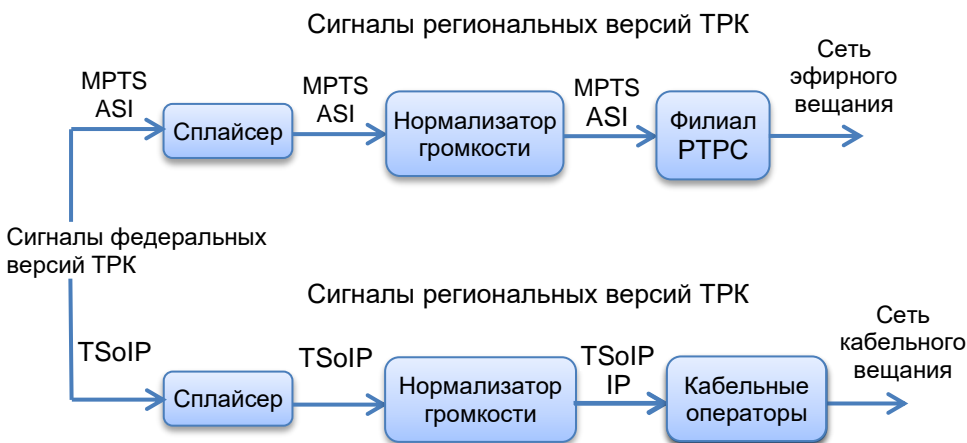 Сигналы региональных версий ТРК
MPTS
ASI
Сплайсер
MPTS
ASI
Нормализатор
громкости
MPTS
ASI
Филиал
РТРС
Сеть
эфирного
вещания
Сигналы федеральных
версий ТРК
Сигналы региональных версий ТРК
TSoIP
Сплайсер
TSoIP
Нормализатор
громкости
TSoIP
IP
Кабельные
операторы
Сеть
кабельного
вещания